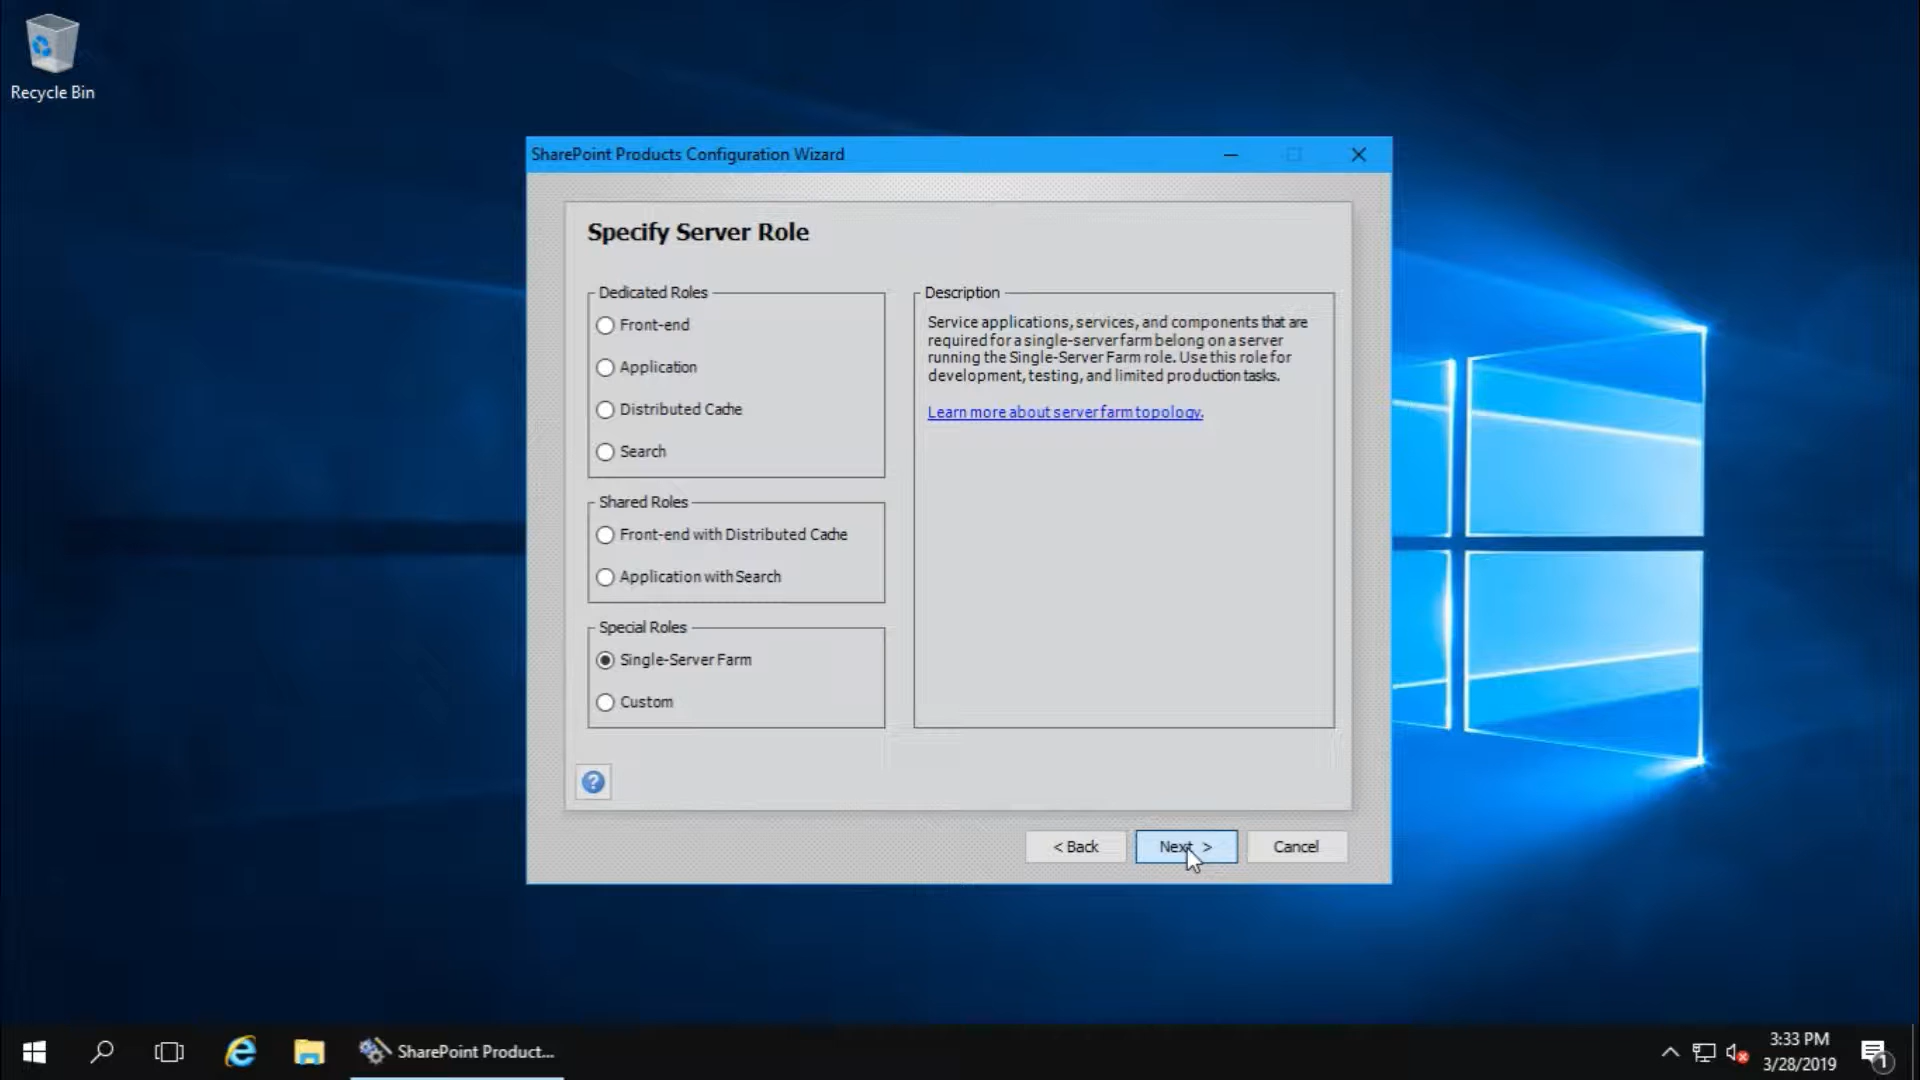 Recycle Bin
SharePoint Products Configuration Wizard
Specify Server Role
Dedicated Roles
Front-end
Application
Distributed Cache
Search
Shared Roles
Front-end with Distributed Cache
Application with Search
Special Roles
Single-Server Farm
Custom
Description
Service applications, services, and components that are
required for a single-server farm belong on a server
running the Single-Server Farm role. Use this role for
development, testing, and limited production tasks.
Learn more about server farm topology.
?
< Back
Next >
Cancel
SharePoint Product...
3:33 PM
3/28/2019
1